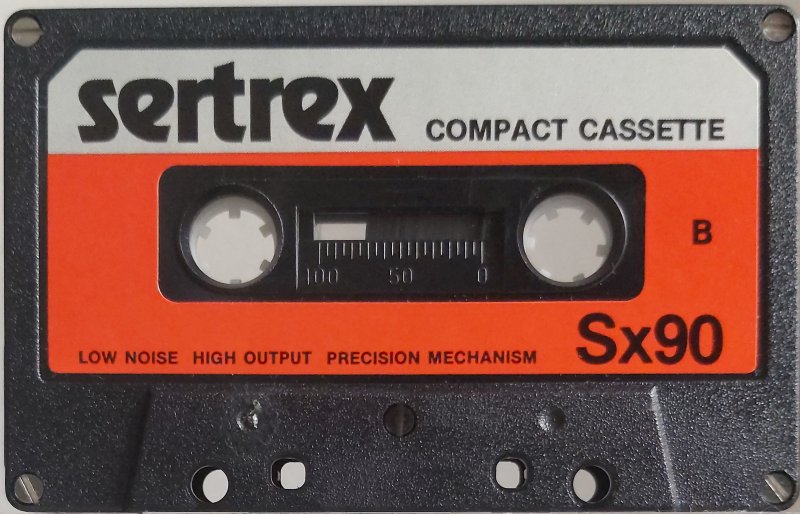 sertrex
COMPACT CASSETTE
B
100 50 0
LOW NOISE HIGH OUTPUT PRECISION MECHANISM
Sx90